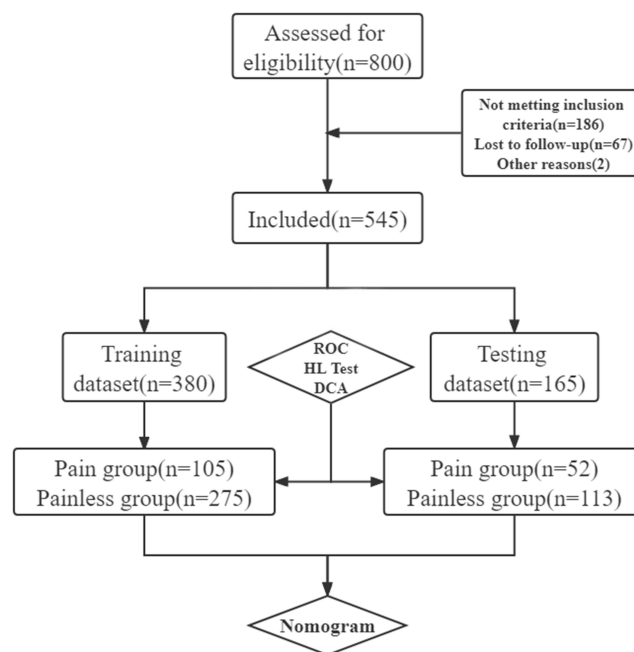 Assessed for
eligibility(n=800)
Not metting inclusion
criteria(n=186)
Lost to follow-up(n=67)
Other reasons(2)
Included(n=545)
Training
dataset(n=380)
ROC
HL Test
DCA
Testing
dataset(n=165)
Pain group(n=105)
Painless group(n=275)
Pain group(n=52)
Painless group(n=113)
Nomogram